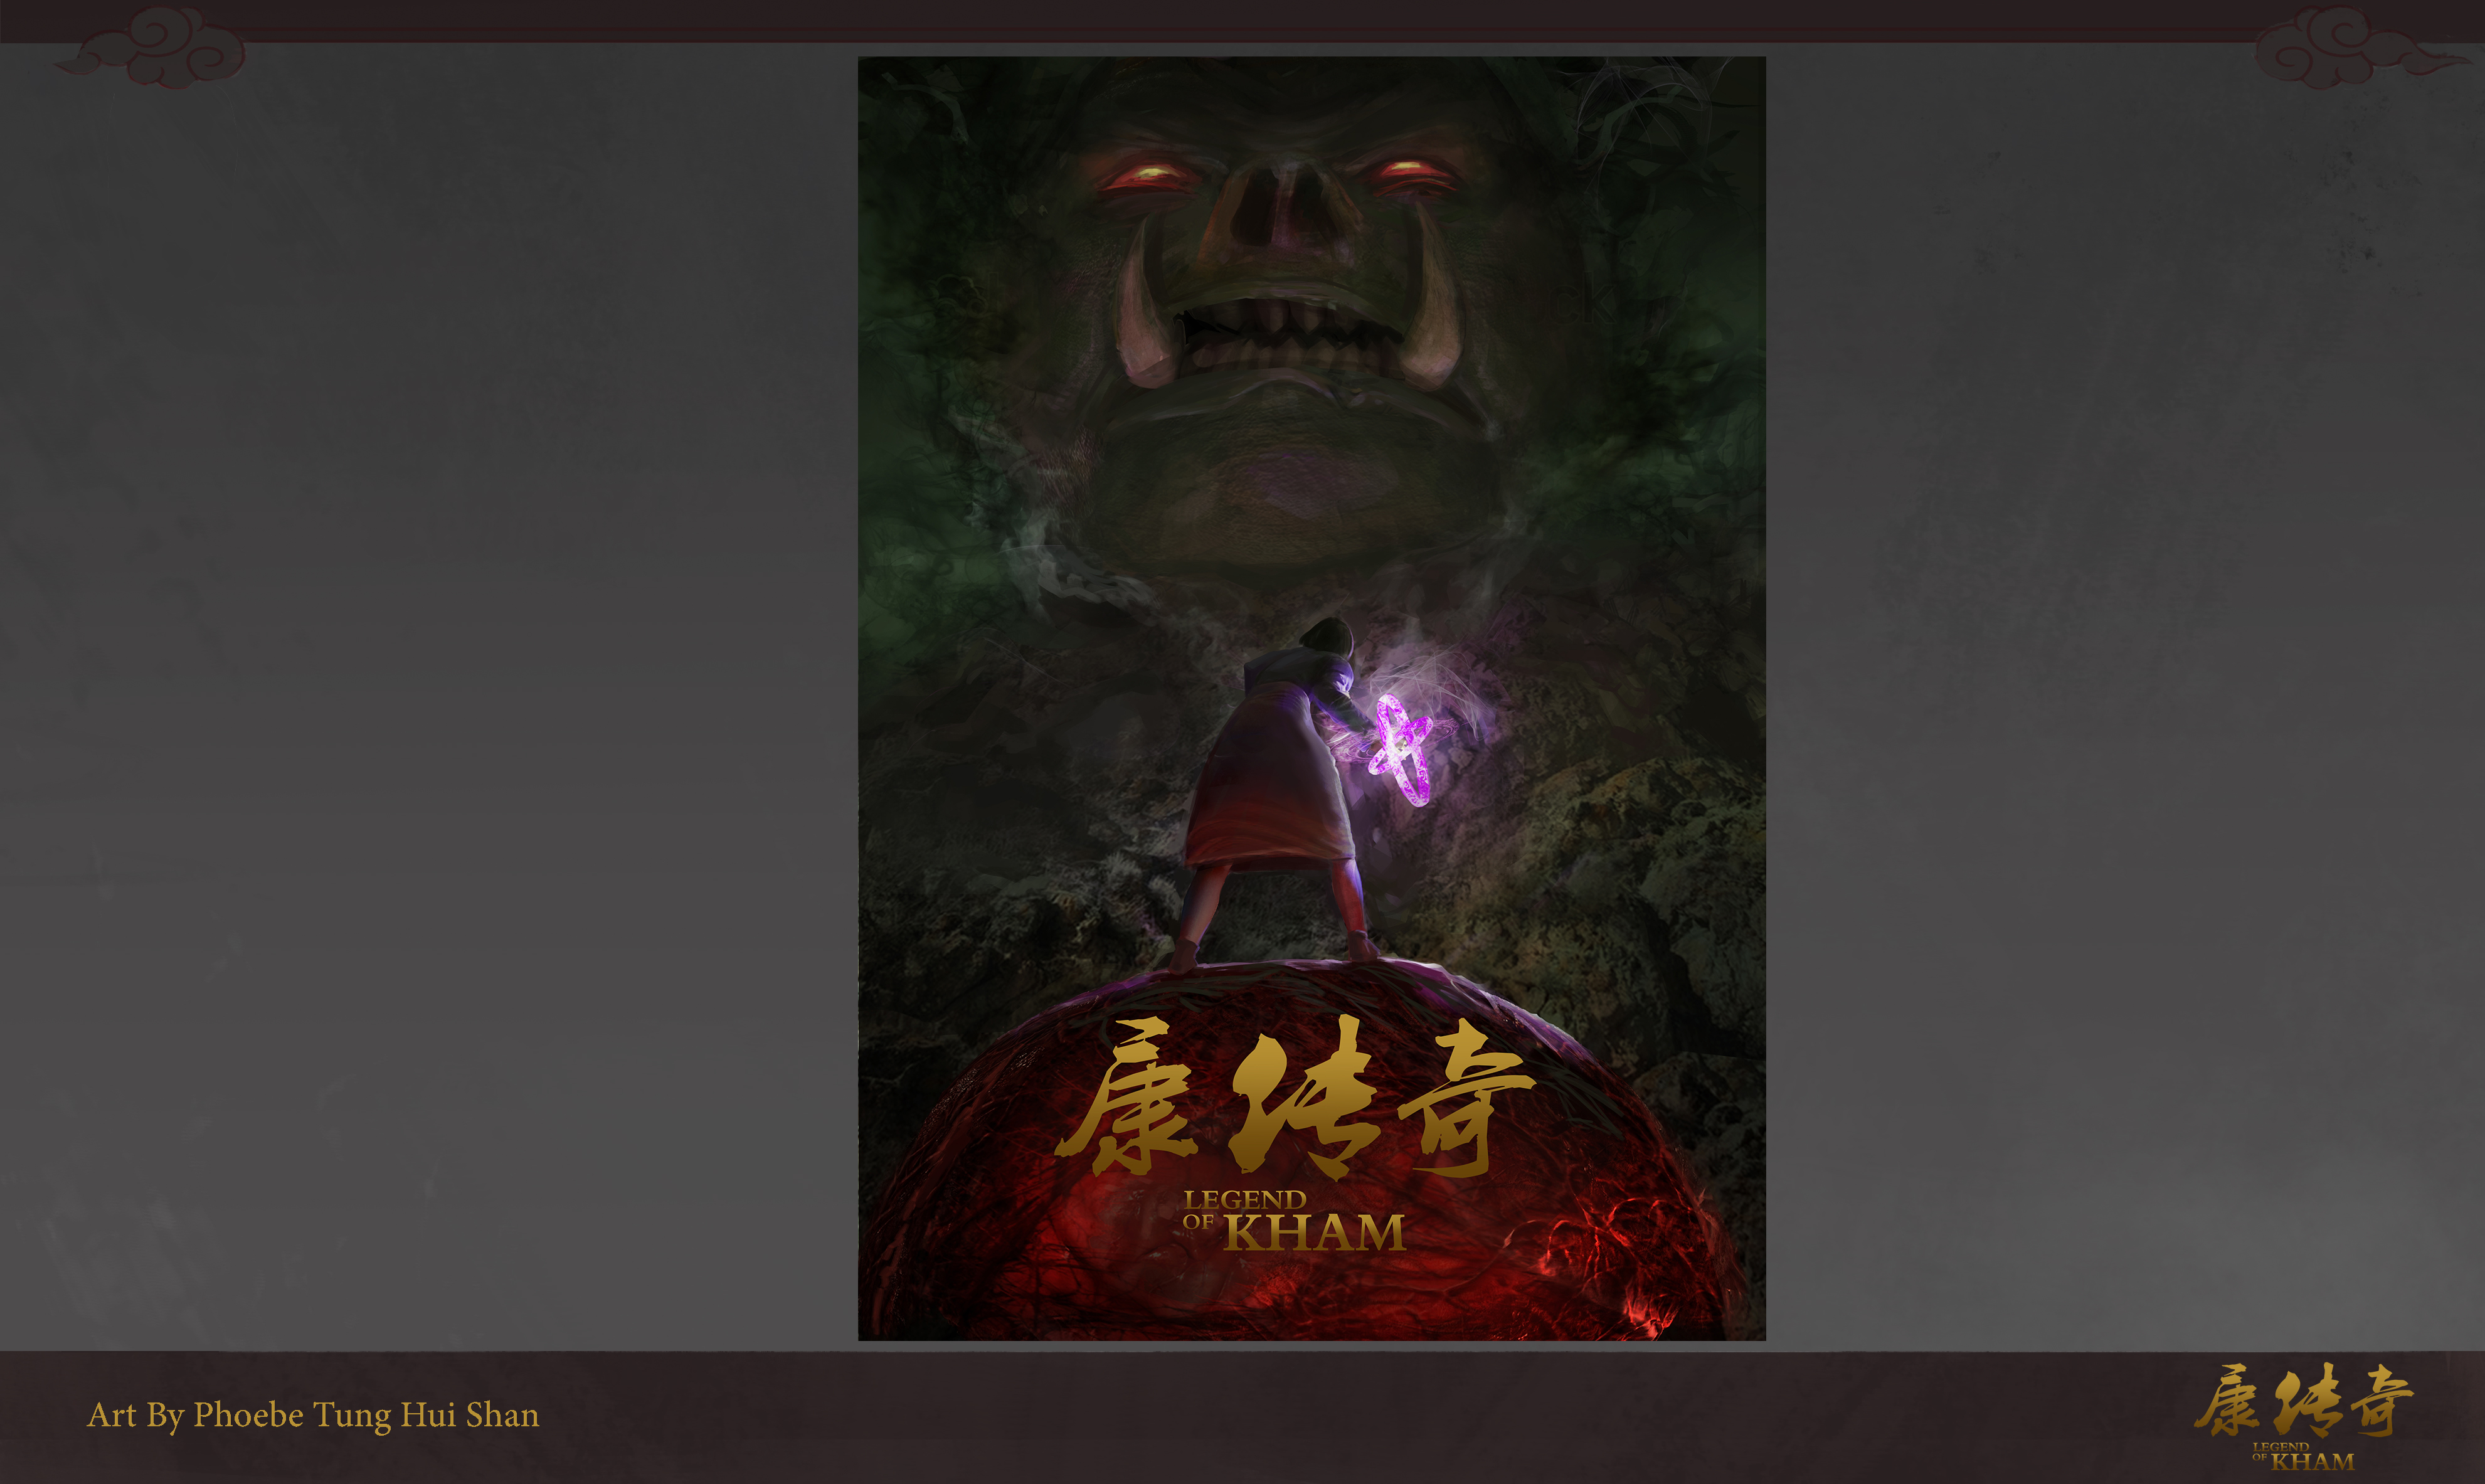 康传奇
LEGEND
OF KHAM
Art By Phoebe Tung Hui Shan
康传奇
LEGEND
OF KHAM